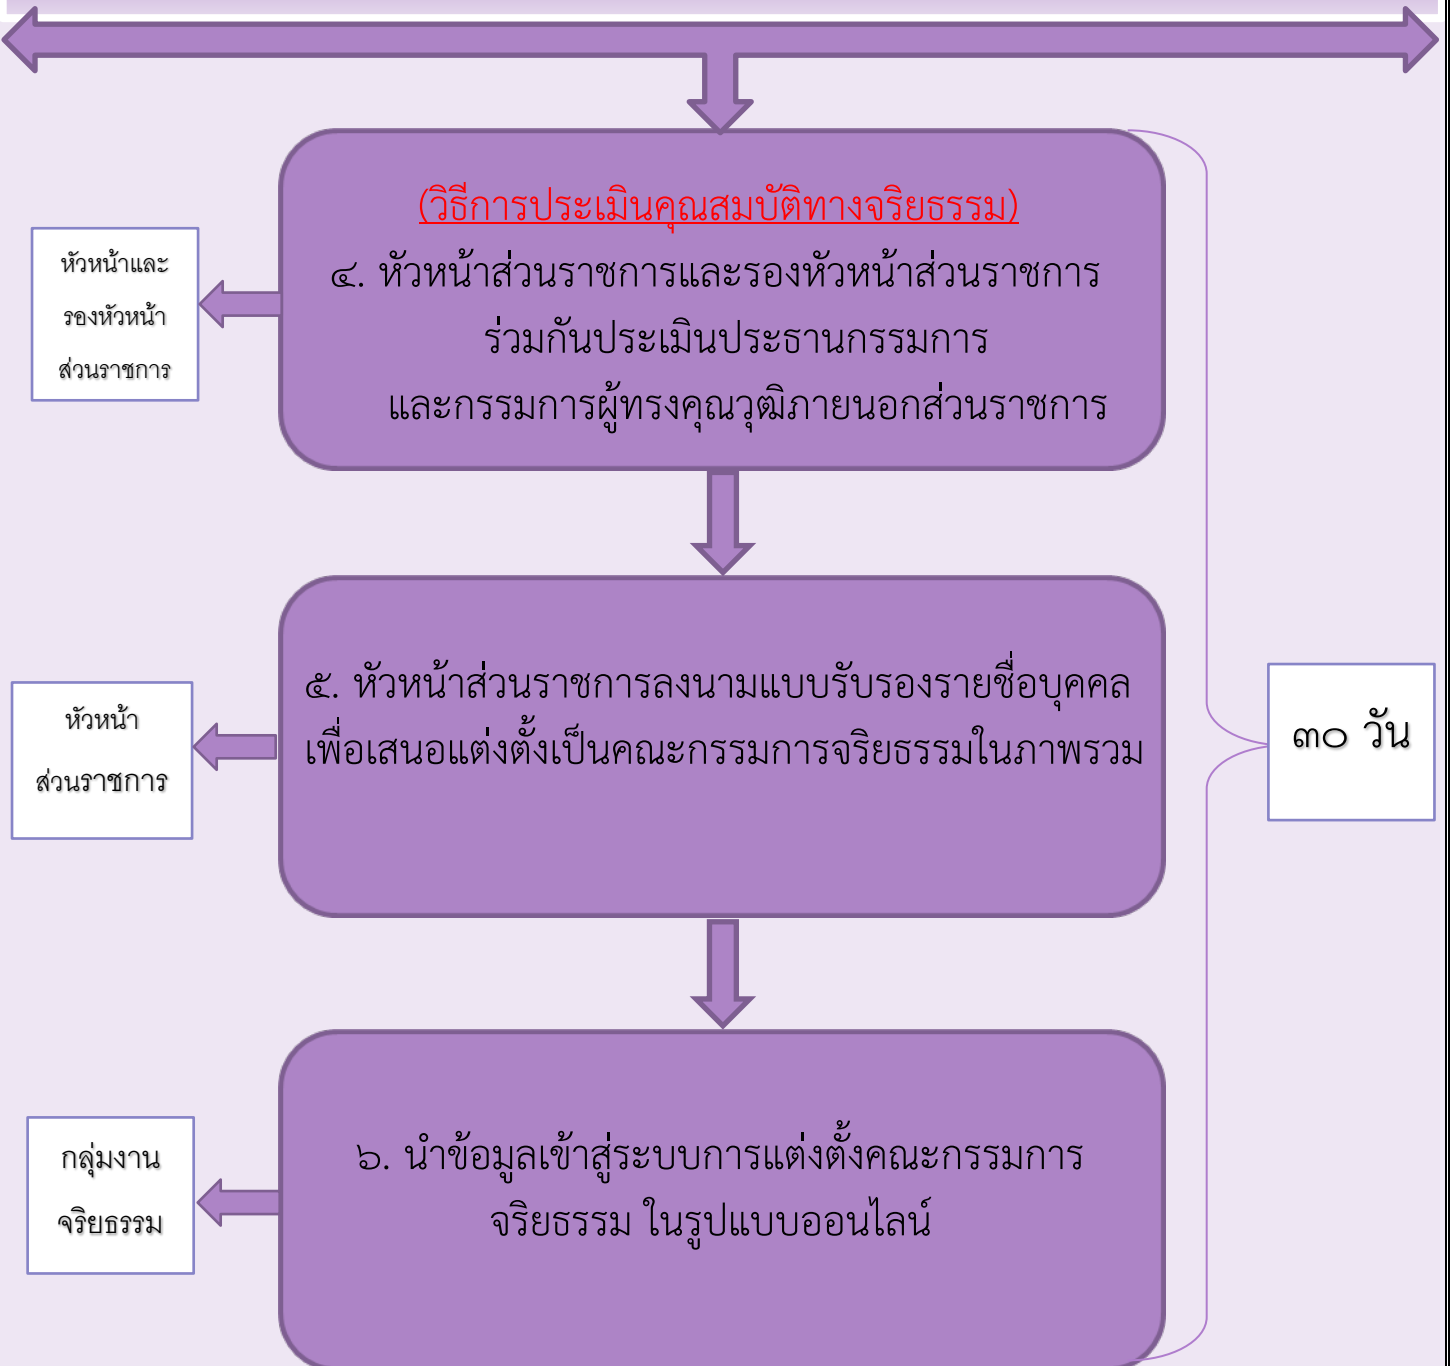 (วิธีการประเมินคุณสมบัติทางจริยธรรม)
๔. หัวหน้าส่วนราชการและรองหัวหน้าส่วนราชการ
ร่วมกันประเมินประธานกรรมการ
และกรรมการผู้ทรงคุณวุฒิภายนอกส่วนราชการ
หัวหน้าและ
รองหัวหน้า
ส่วนราชการ
๕. หัวหน้าส่วนราชการลงนามแบบรับรองรายชื่อบุคคล
เพื่อเสนอแต่งตั้งเป็นคณะกรรมการจริยธรรมในภาพรวม
หัวหน้า
ส่วนราชการ
๓๐ วัน
๖. นำข้อมูลเข้าสู่ระบบการแต่งตั้งคณะกรรมการ
จริยธรรม ในรูปแบบออนไลน์
กลุ่มงาน
จริยธรรม